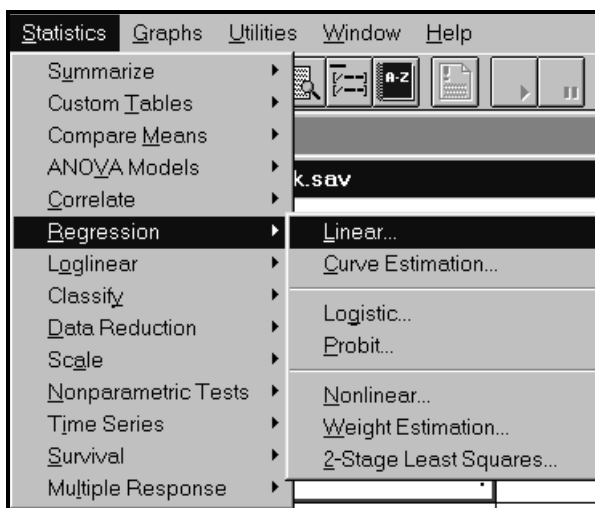 Statistics Graphs Utilities Window Help
Summarize
Custom Tables
Compare Means
ANOVA Models
Correlate
Regression
Loglinear
Classify
Data Reduction
Scale
Nonparametric Tests
Time Series
Survival
Multiple Response
A-Z
k.sav
Linear...
Curve Estimation...
Logistic...
Probit...
Nonlinear...
Weight Estimation...
2-Stage Least Squares...